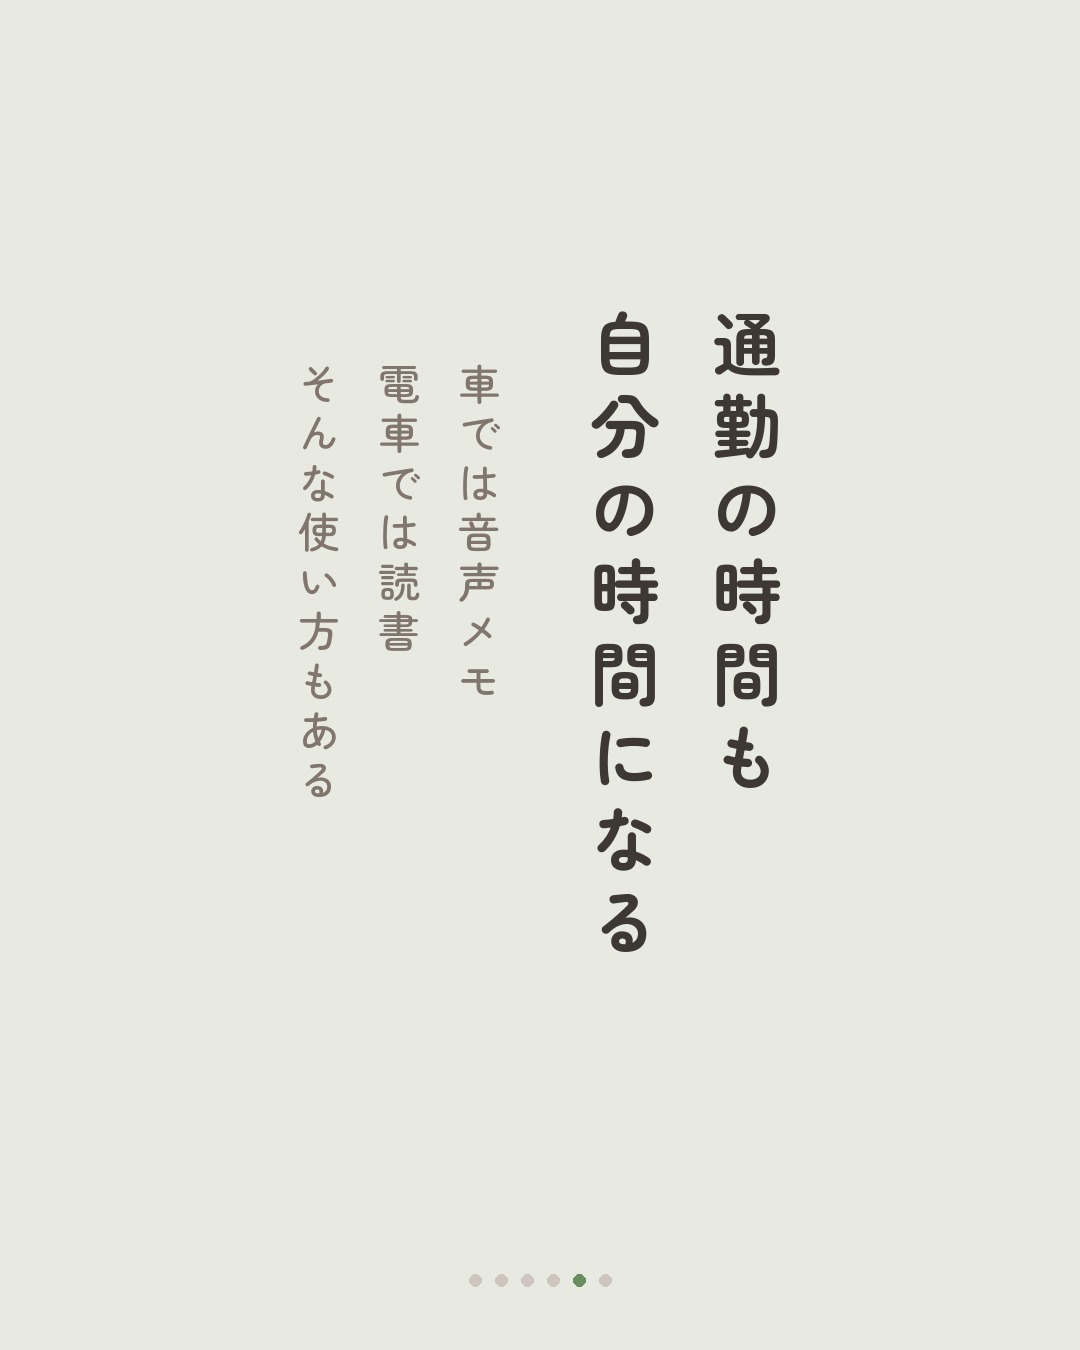 通勤の時間も
自分の時間になる
車では音声メモ
電車では読書
そんな使い方もある